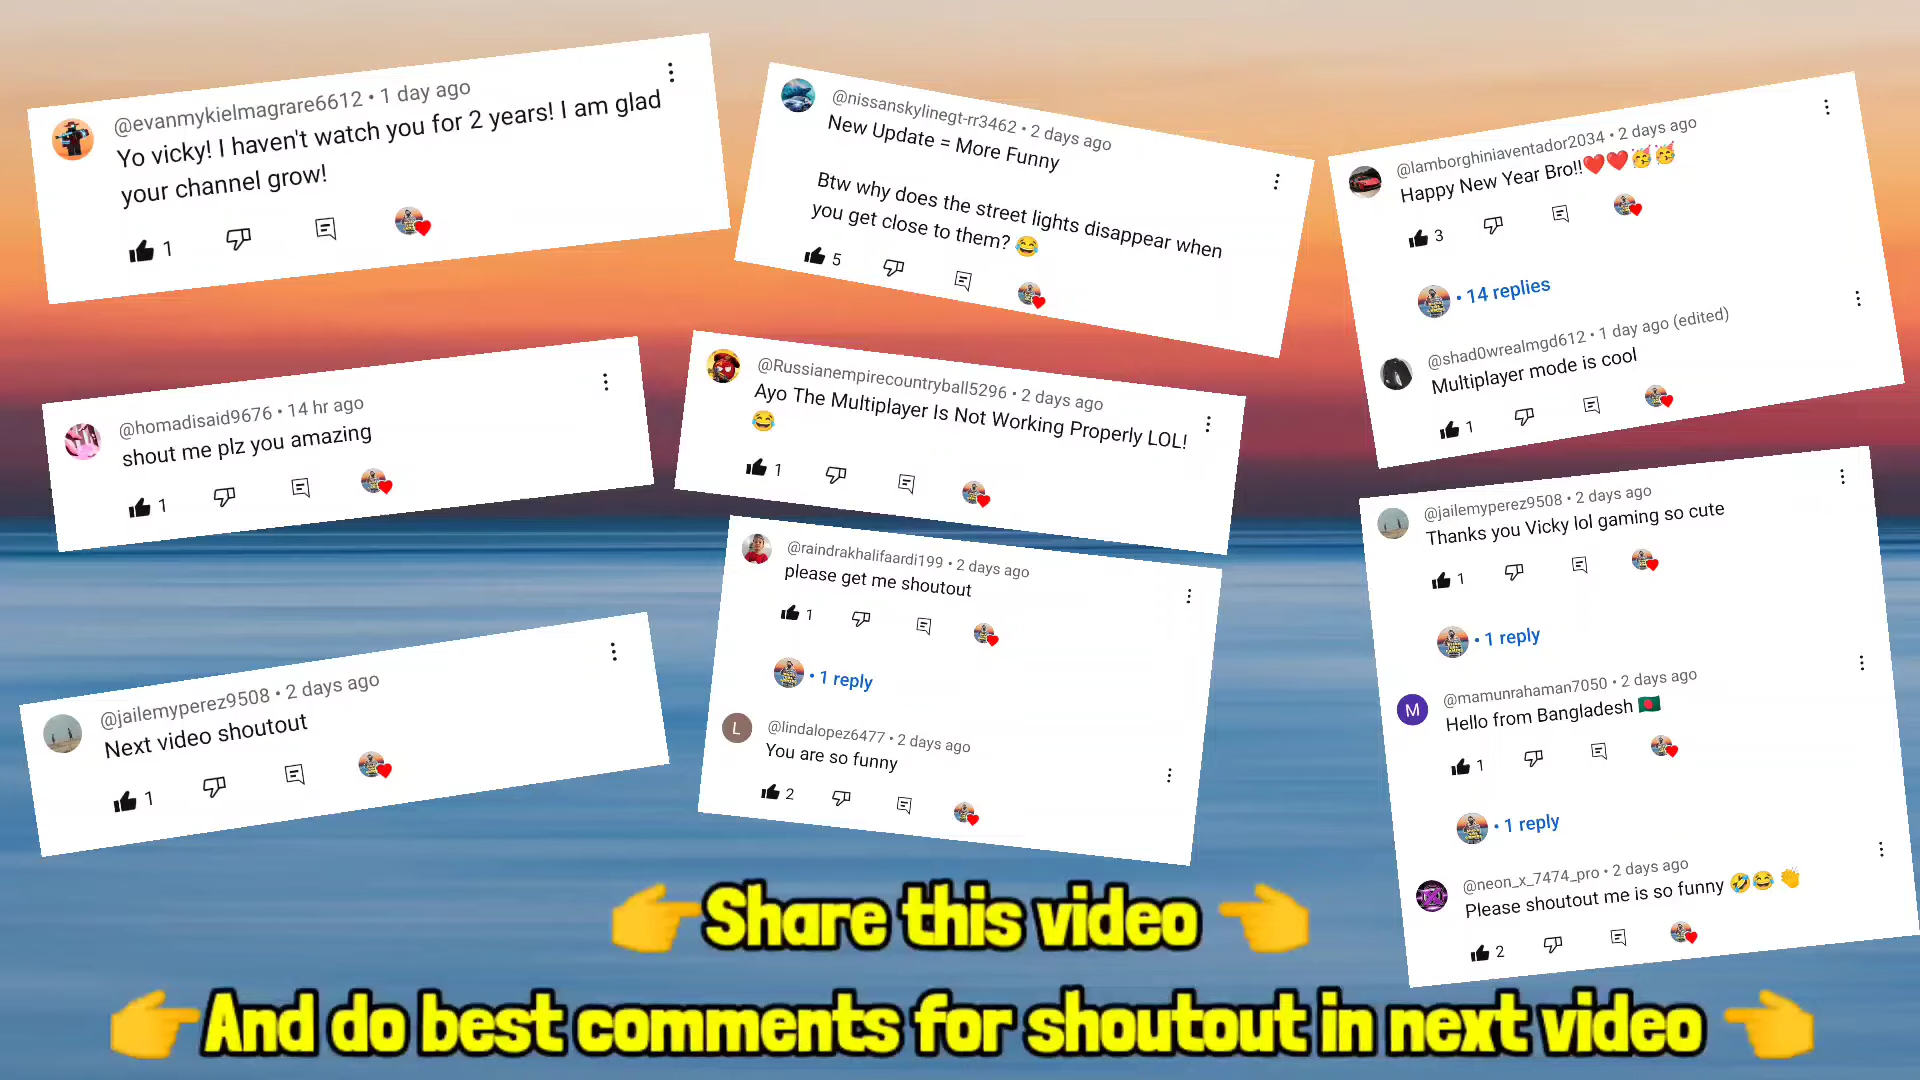 @evanmykielmagrare6612 • 1 day ago
Yo vicky! I haven't watch you for 2 years! I am glad
your channel grow!
1
@homadisaid9676 • 14 hr ago
shout me plz you amazing
1
@jailemyperez9508 • 2 days ago
Next video shoutout
1
@nissanskylinegt-rr3462 • 2 days ago
New Update = More Funny
Btw why does the street lights disappear when
you get close to them? 😂
5
@Russianempirecountryball5296 • 2 days ago
Ayo The Multiplayer Is Not Working Properly LOL!
😂
1
@raindrakhalifaardi199 • 2 days ago
please get me shoutout
1
• 1 reply
L
@lindalopez6477 • 2 days ago
You are so funny
2
@lamborghiniaventador2034 • 2 days ago
Happy New Year Bro!!❤️❤️🥳🥳
3
• 14 replies
@shad0wrealmgd612 • 1 day ago (edited)
Multiplayer mode is cool
1
@jailemyperez9508 • 2 days ago
Thanks you Vicky lol gaming so cute
1
• 1 reply
M
@mamunrahaman7050 • 2 days ago
Hello from Bangladesh 🇧🇩
1
• 1 reply
@neon_x_7474_pro • 2 days ago
Please shoutout me is so funny 🤣😂 👏
2
👉Share this video 👈
👉And do best comments for shoutout in next video 👈